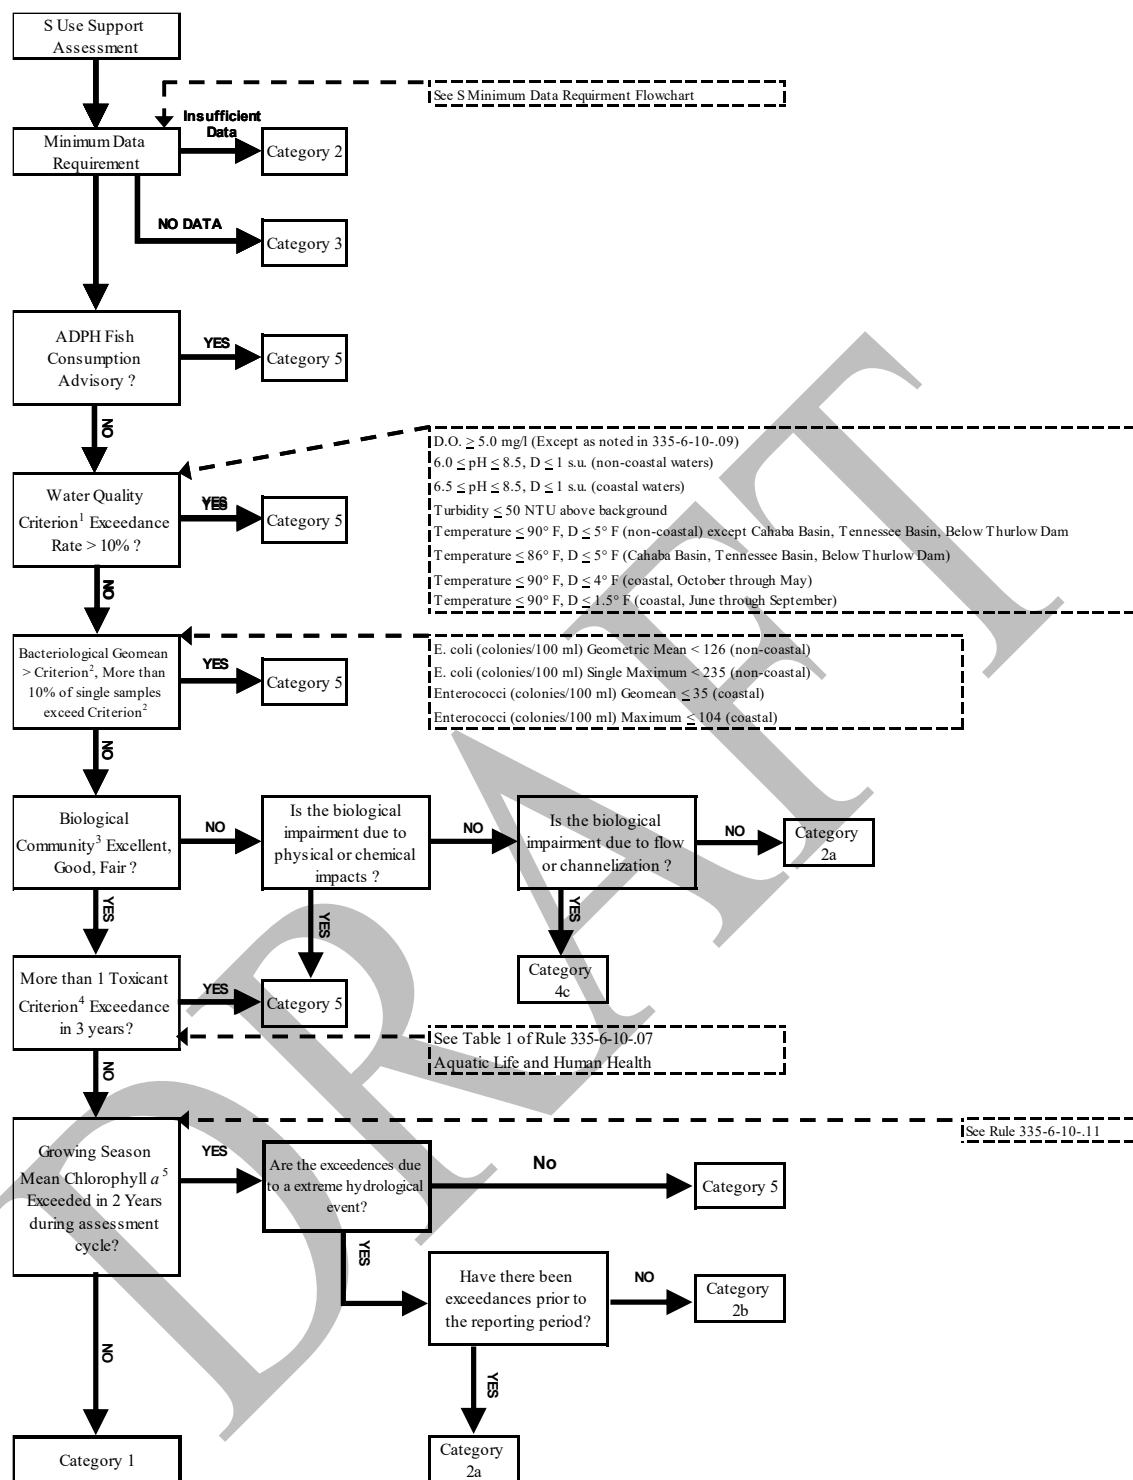 S Use Support
Assessment
See S Minimum Data Requirment Flowchart
Insufficient
Data
Minimum Data
Requirement
Category 2
NO DATA
Category 3
ADPH Fish
Consumption
Advisory ?
YES
Category 5
NO
D.O. ≥ 5.0 mg/l (Except as noted in 335-6-10-.09)
6.0 ≤ pH ≤ 8.5, D ≤ 1 s.u. (non-coastal waters)
6.5 ≤ pH ≤ 8.5, D ≤ 1 s.u. (coastal waters)
Turbidity ≤ 50 NTU above background
Temperature ≤ 90° F, D ≤ 5° F (non-coastal) except Cahaba Basin, Tennessee Basin, Below Thurlow Dam
Temperature ≤ 86° F, D ≤ 5° F (Cahaba Basin, Tennessee Basin, Below Thurlow Dam)
Temperature ≤ 90° F, D ≤ 4° F (coastal, October through May)
Temperature ≤ 90° F, D ≤ 1.5° F (coastal, June through September)
Water Quality
Criterion¹ Exceedance
Rate > 10% ?
YES
Category 5
NO
Bacteriological Geomean
> Criterion², More than
10% of single samples
exceed Criterion²
YES
Category 5
E. coli (colonies/100 ml) Geometric Mean < 126 (non-coastal)
E. coli (colonies/100 ml) Single Maximum < 235 (non-coastal)
Enterococci (colonies/100 ml) Geomean ≤ 35 (coastal)
Enterococci (colonies/100 ml) Maximum ≤ 104 (coastal)
NO
Biological
Community³ Excellent,
Good, Fair ?
NO
Is the biological
impairment due to
physical or chemical
impacts ?
NO
Is the biological
impairment due to flow
or channelization ?
NO
Category
2a
YES
YES
YES
Category
4c
More than 1 Toxicant
Criterion⁴ Exceedance
in 3 years?
YES
Category 5
See Table 1 of Rule 335-6-10-.07
Aquatic Life and Human Health
NO
See Rule 335-6-10-.11
Growing Season
Mean Chlorophyll a⁵
Exceeded in 2 Years
during assessment
cycle?
YES
Are the exceedences due
to a extreme hydrological
event?
No
Category 5
YES
Have there been
exceedances prior to
the reporting period?
NO
Category
2b
NO
YES
Category 1
Category
2a
DRAFT